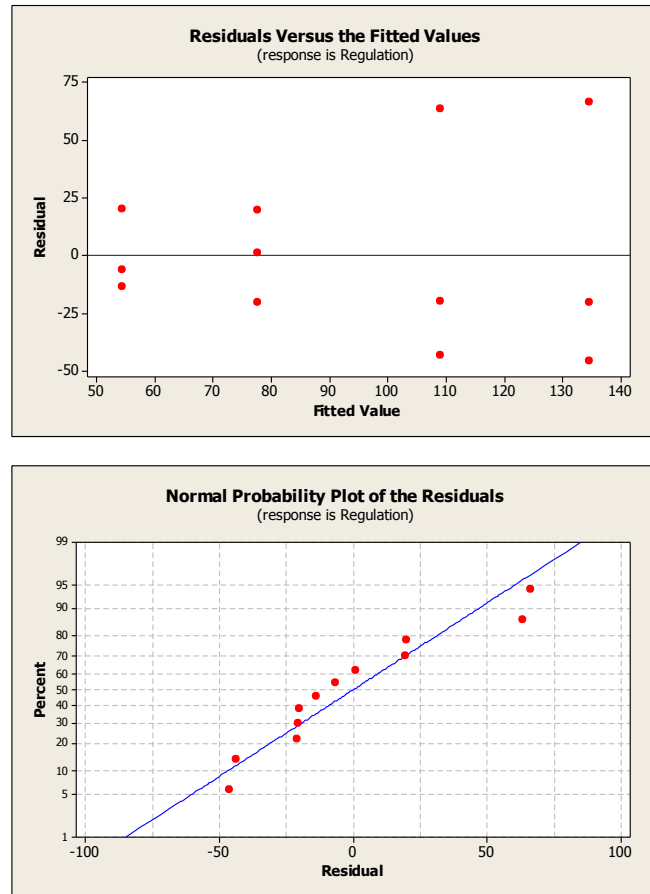 Residuals Versus the Fitted Values
(response is Regulation)
75
50
25
0
-25
-50
Residual
50 60 70 80 90 100 110 120 130 140
Fitted Value
Normal Probability Plot of the Residuals
(response is Regulation)
99
95
90
80
70
60
50
40
30
20
10
5
1
Percent
-100 -50 0 50 100
Residual